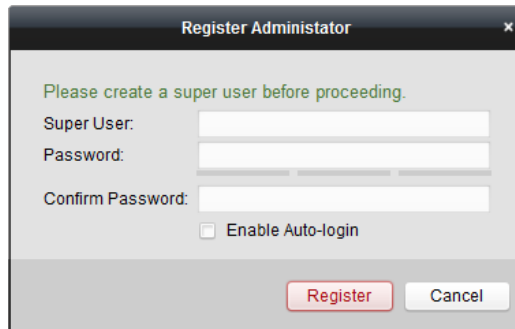 Register Administator
×
Please create a super user before proceeding.
Super User:
Password:
Confirm Password:
Enable Auto-login
Register Cancel